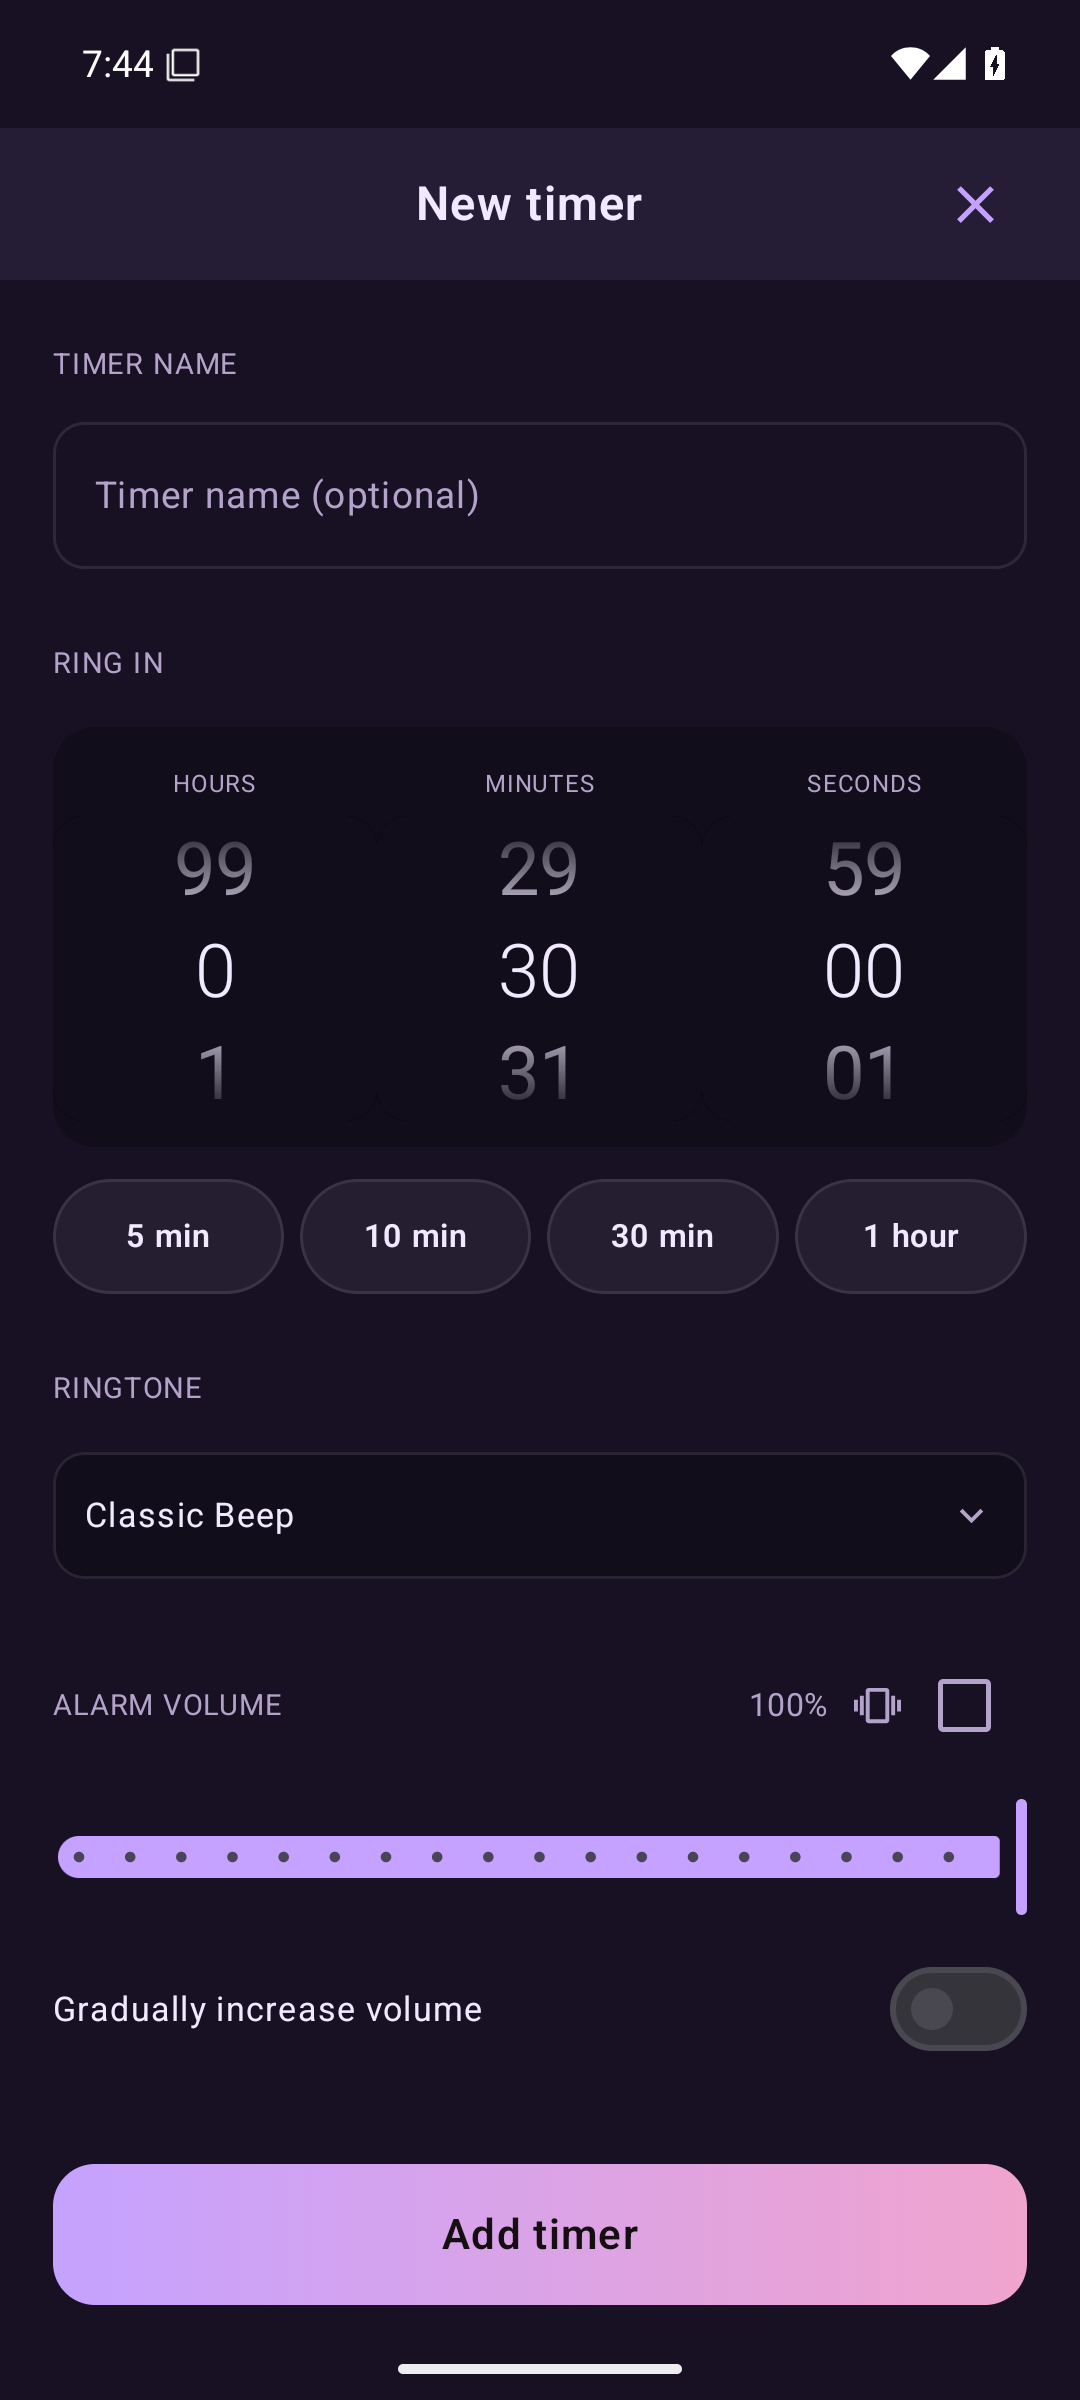 7:44
New timer
TIMER NAME
Timer name (optional)
RING IN
HOURS MINUTES SECONDS
99 29 59
0 30 00
1 31 01
5 min 10 min 30 min 1 hour
RINGTONE
Classic Beep
ALARM VOLUME 100%
Gradually increase volume
Add timer